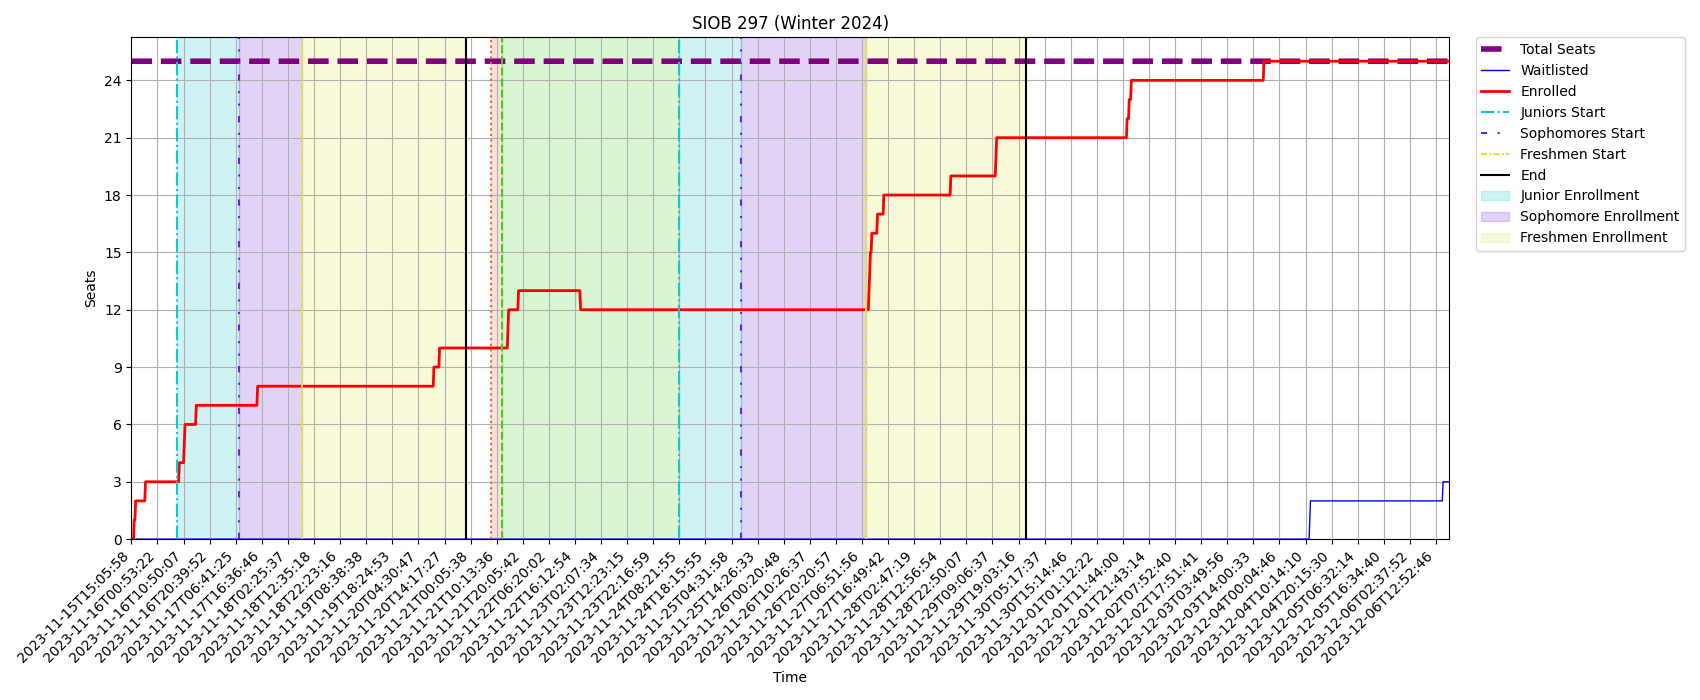 SIOB 297 (Winter 2024)
Seats
24
21
18
15
12
9
6
3
0
2023-11-15T15:05:58
2023-11-16T00:53:22
2023-11-16T10:50:07
2023-11-16T20:39:52
2023-11-17T06:41:25
2023-11-17T16:36:46
2023-11-18T02:25:37
2023-11-18T12:35:18
2023-11-18T22:23:16
2023-11-19T08:38:38
2023-11-19T18:24:53
2023-11-20T04:30:47
2023-11-20T14:17:27
2023-11-21T00:05:38
2023-11-21T10:13:36
2023-11-21T20:05:42
2023-11-22T06:20:02
2023-11-22T16:12:54
2023-11-23T02:07:34
2023-11-23T12:23:15
2023-11-23T22:16:59
2023-11-24T08:21:55
2023-11-24T18:15:55
2023-11-25T04:31:58
2023-11-25T14:26:33
2023-11-26T00:20:48
2023-11-26T10:26:37
2023-11-26T20:20:57
2023-11-27T06:51:56
2023-11-27T16:49:42
2023-11-28T02:47:19
2023-11-28T12:56:54
2023-11-28T22:50:07
2023-11-29T09:06:37
2023-11-29T19:03:16
2023-11-30T05:17:37
2023-11-30T15:14:46
2023-12-01T01:12:22
2023-12-01T11:44:00
2023-12-01T21:43:14
2023-12-02T07:52:40
2023-12-02T17:51:41
2023-12-03T03:49:56
2023-12-03T14:00:33
2023-12-04T00:04:46
2023-12-04T10:14:10
2023-12-04T20:15:30
2023-12-05T06:32:14
2023-12-05T16:34:40
2023-12-06T02:37:52
2023-12-06T12:52:46
Time
Total Seats
Waitlisted
Enrolled
Juniors Start
Sophomores Start
Freshmen Start
End
Junior Enrollment
Sophomore Enrollment
Freshmen Enrollment